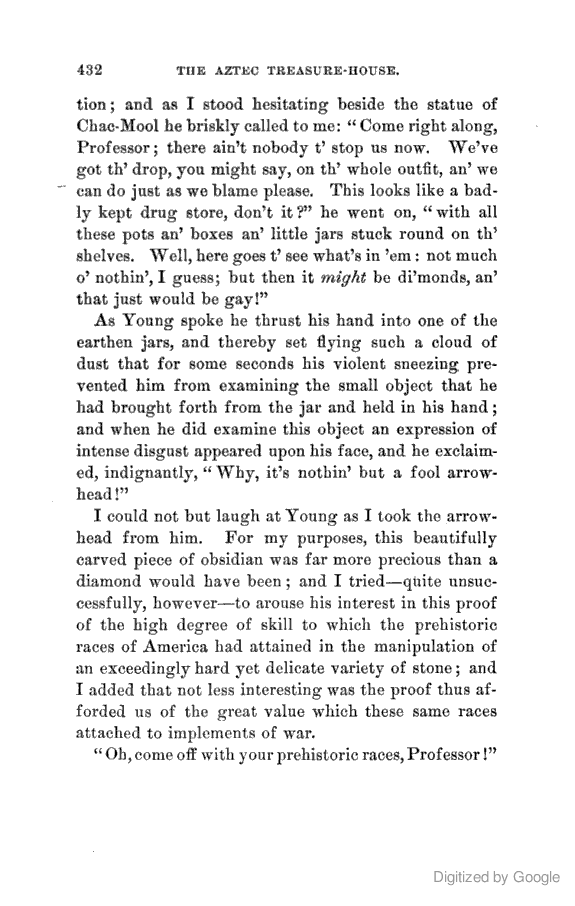 432 THE AZTEC TREASURE-HOUSE.
tion; and as I stood hesitating beside the statue of
Chac-Mool he briskly called to me: "Come right along,
Professor; there ain't nobody t' stop us now. We've
got th' drop, you might say, on th' whole outfit, an' we
can do just as we blame please. This looks like a bad-
ly kept drug store, don't it?" he went on, "with all
these pots an' boxes an' little jars stuck round on th'
shelves. Well, here goes t' see what's in 'em: not much
o' nothin', I guess; but then it might be di'monds, an'
that just would be gay!"
As Young spoke he thrust his hand into one of the
earthen jars, and thereby set flying such a cloud of
dust that for some seconds his violent sneezing pre-
vented him from examining the small object that he
had brought forth from the jar and held in his hand;
and when he did examine this object an expression of
intense disgust appeared upon his face, and he exclaim-
ed, indignantly, "Why, it's nothin' but a fool arrow-
head!"
I could not but laugh at Young as I took the arrow-
head from him. For my purposes, this beautifully
carved piece of obsidian was far more precious than a
diamond would have been; and I tried—quite unsuc-
cessfully, however—to arouse his interest in this proof
of the high degree of skill to which the prehistoric
races of America had attained in the manipulation of
an exceedingly hard yet delicate variety of stone; and
I added that not less interesting was the proof thus af-
forded us of the great value which these same races
attached to implements of war.
"Oh, come off with your prehistoric races, Professor!"
Digitized by Google